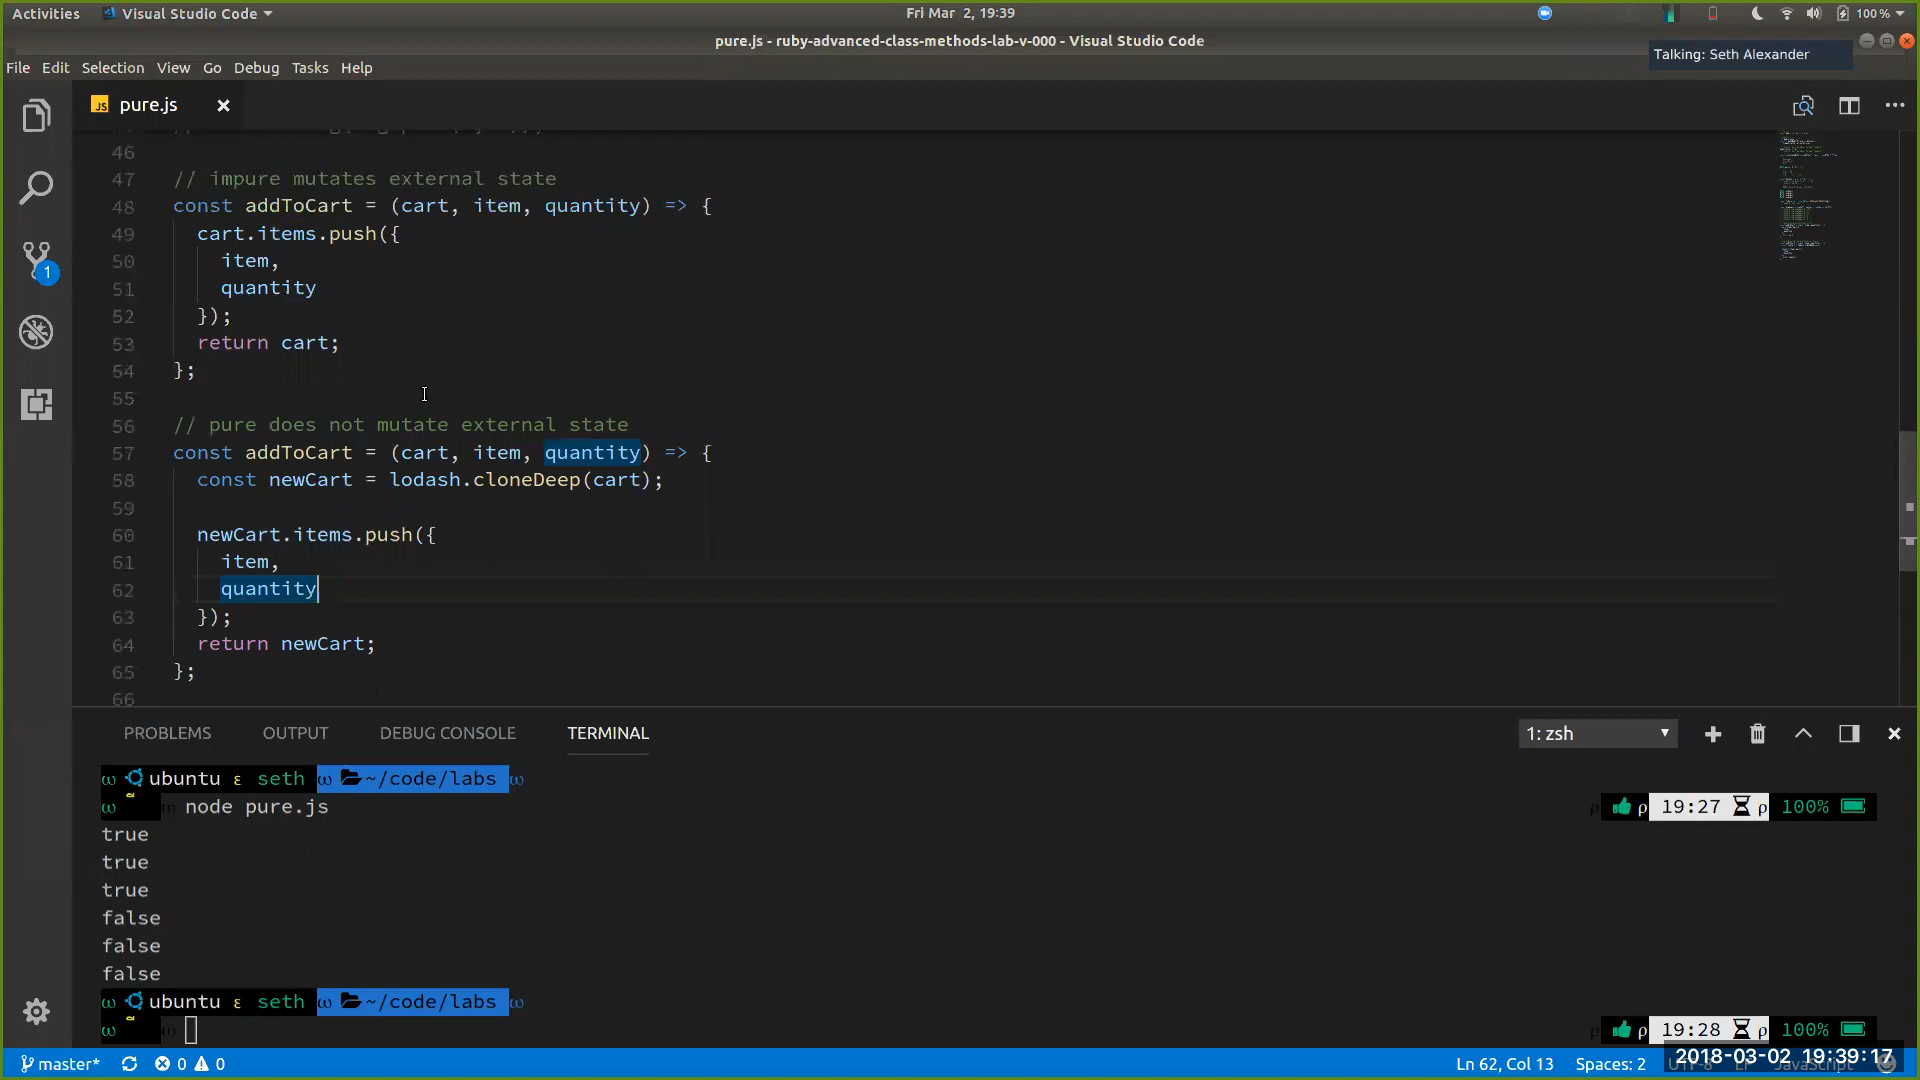 Activities Visual Studio Code Fri Mar 2, 19:39 100 %
pure.js - ruby-advanced-class-methods-lab-v-000 - Visual Studio Code
Talking: Seth Alexander
File Edit Selection View Go Debug Tasks Help
JS pure.js
46
47 // impure mutates external state
48 const addToCart = (cart, item, quantity) => {
49 cart.items.push({
50 item,
51 quantity
52 });
53 return cart;
54 };
55
56 // pure does not mutate external state
57 const addToCart = (cart, item, quantity) => {
58 const newCart = lodash.cloneDeep(cart);
59
60 newCart.items.push({
61 item,
62 quantity
63 });
64 return newCart;
65 };
66
1
PROBLEMS OUTPUT DEBUG CONSOLE TERMINAL 1: zsh
ω ubuntu ε seth ω ~/code/labs ω
ω ω node pure.js ρ ρ 19:27 ρ 100%
true
true
true
false
false
false
ω ubuntu ε seth ω ~/code/labs ω
ω ω ρ ρ 19:28 ρ 100%
master* 0 0 Ln 62, Col 13 Spaces: 2 UTF-8 LF JavaScript
2018-03-02 19:39:17